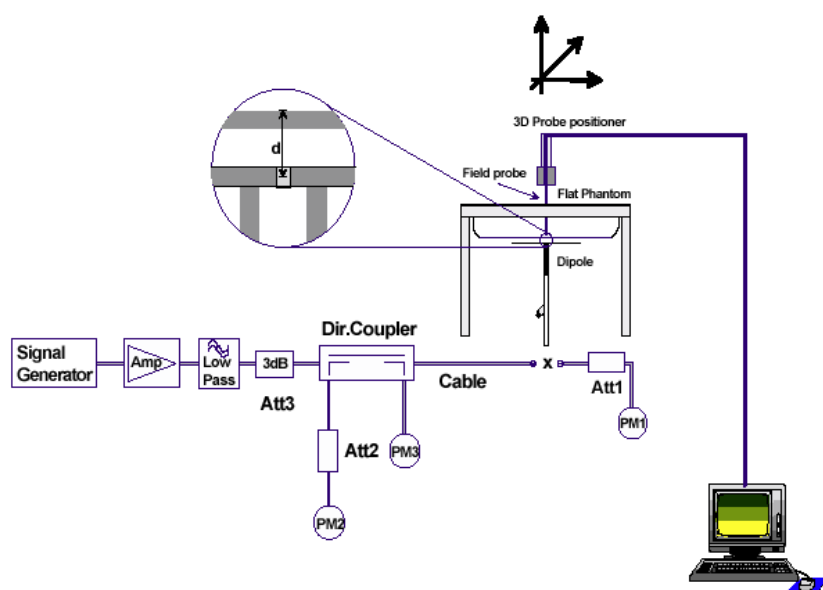 3D Probe positioner
d
Field probe
Flat Phantom
Dipole
Dir.Coupler
Signal
Generator
Amp
Low
Pass
3dB
Att3
Cable
x
Att1
PM1
Att2
PM3
PM2